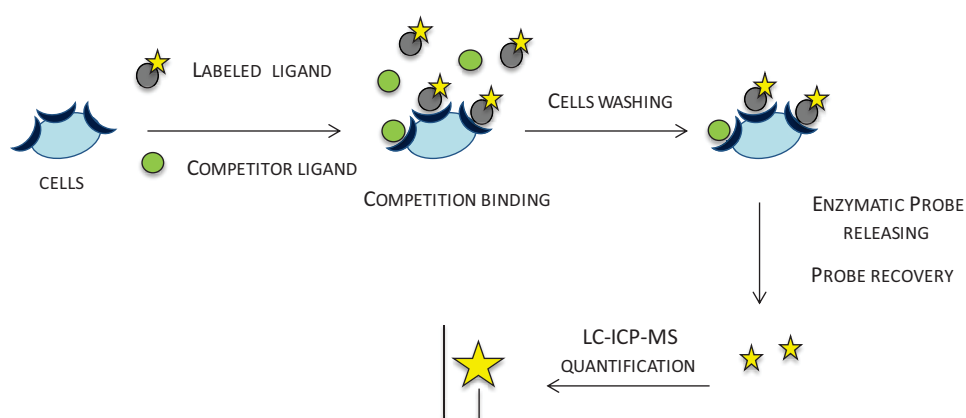 LABELED LIGAND
CELLS WASHING
COMPETITOR LIGAND
CELLS
COMPETITION BINDING
ENZYMATIC PROBE
RELEASING
PROBE RECOVERY
LC-ICP-MS
QUANTIFICATION